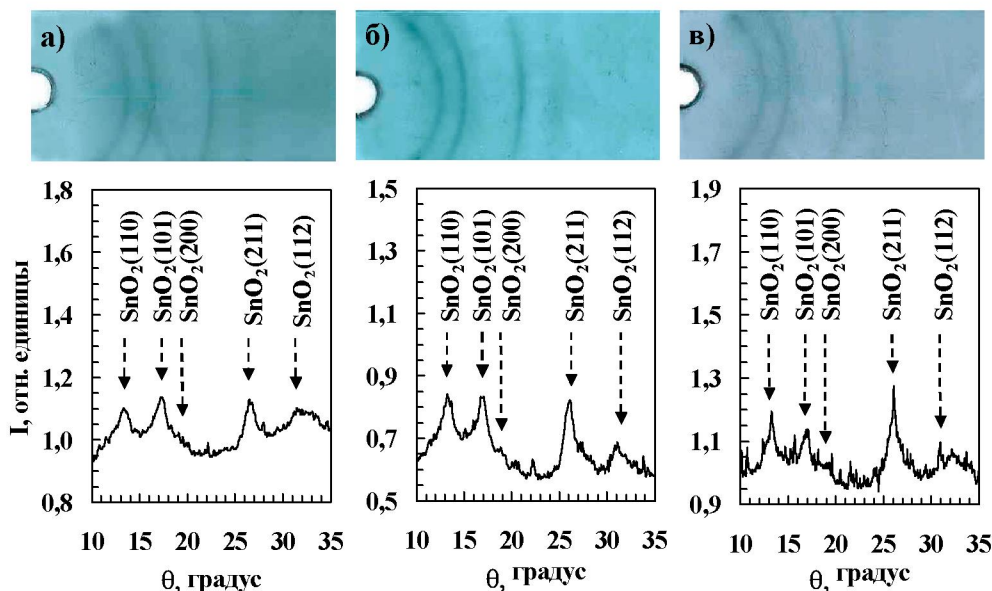 а)
б)
в)
1,8
1,6
1,4
1,2
1,0
0,8
I, отн. единицы
SnO2(110)
SnO2(101)
SnO2(200)
SnO2(211)
SnO2(112)
10 15 20 25 30 35
θ, градус
1,5
1,3
1,1
0,9
0,7
0,5
SnO2(110)
SnO2(101)
SnO2(200)
SnO2(211)
SnO2(112)
10 15 20 25 30 35
θ, градус
1,9
1,7
1,5
1,3
1,1
0,9
SnO2(110)
SnO2(101)
SnO2(200)
SnO2(211)
SnO2(112)
10 15 20 25 30 35
θ, градус